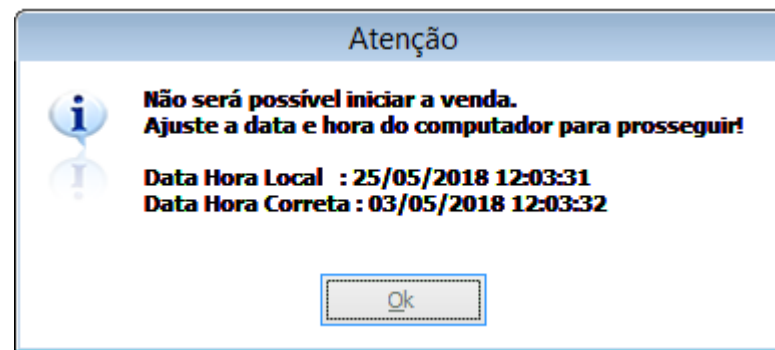 Atenção
Não será possível iniciar a venda.
Ajuste a data e hora do computador para prosseguir!
Data Hora Local : 25/05/2018 12:03:31
Data Hora Correta : 03/05/2018 12:03:32
Ok